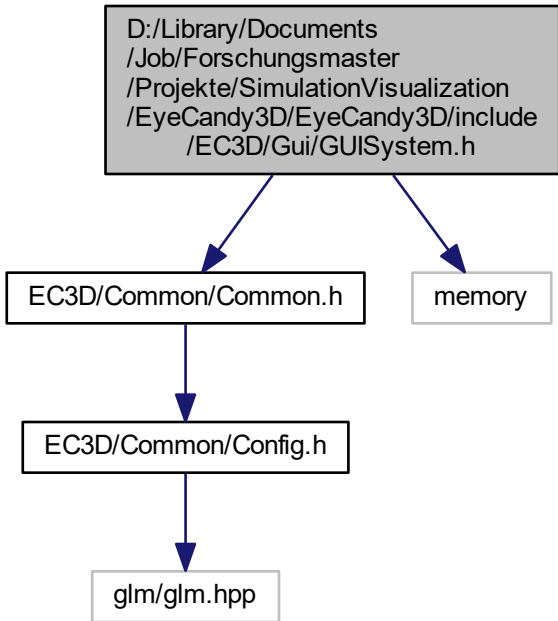 D:/Library/Documents
/Job/Forschungsmaster
/Projekte/SimulationVisualization
/EyeCandy3D/EyeCandy3D/include
/EC3D/Gui/GUISystem.h
EC3D/Common/Common.h
memory
EC3D/Common/Config.h
glm/glm.hpp